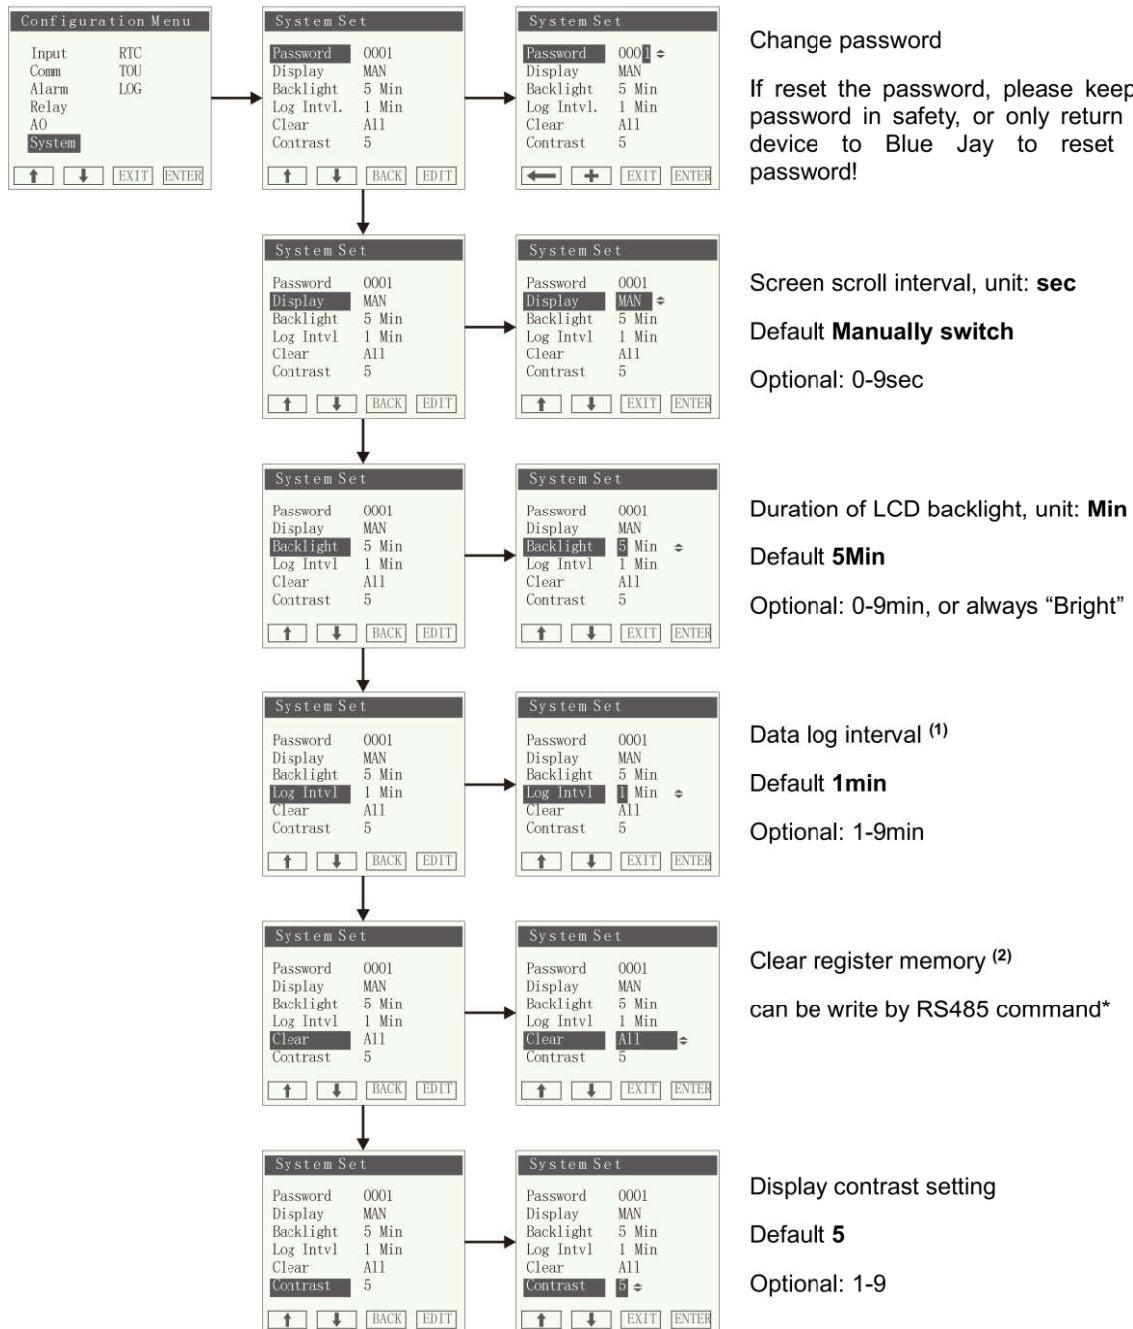 Configuration Menu
Input RTC
Comm TOU
Alarm LOG
Relay
AO
System
EXIT ENTER
System Set
Password 0001
Display MAN
Backlight 5 Min
Log Intvl. 1 Min
Clear All
Contrast 5
BACK EDIT
System Set
Password 0001
Display MAN
Backlight 5 Min
Log Intvl. 1 Min
Clear All
Contrast 5
EXIT ENTER
Change password
If reset the password, please keep
password in safety, or only return
device to Blue Jay to reset
password!
System Set
Password 0001
Display MAN
Backlight 5 Min
Log Intvl 1 Min
Clear All
Contrast 5
BACK EDIT
System Set
Password 0001
Display MAN
Backlight 5 Min
Log Intvl 1 Min
Clear All
Contrast 5
EXIT ENTER
Screen scroll interval, unit: sec
Default Manually switch
Optional: 0-9sec
System Set
Password 0001
Display MAN
Backlight 5 Min
Log Intvl 1 Min
Clear All
Contrast 5
BACK EDIT
System Set
Password 0001
Display MAN
Backlight 5 Min
Log Intvl 1 Min
Clear All
Contrast 5
EXIT ENTER
Duration of LCD backlight, unit: Min
Default 5Min
Optional: 0-9min, or always “Bright”
System Set
Password 0001
Display MAN
Backlight 5 Min
Log Intvl 1 Min
Clear All
Contrast 5
BACK EDIT
System Set
Password 0001
Display MAN
Backlight 5 Min
Log Intvl 1 Min
Clear All
Contrast 5
EXIT ENTER
Data log interval (1)
Default 1min
Optional: 1-9min
System Set
Password 0001
Display MAN
Backlight 5 Min
Log Intvl 1 Min
Clear All
Contrast 5
BACK EDIT
System Set
Password 0001
Display MAN
Backlight 5 Min
Log Intvl 1 Min
Clear All
Contrast 5
EXIT ENTER
Clear register memory (2)
can be write by RS485 command*
System Set
Password 0001
Display MAN
Backlight 5 Min
Log Intvl 1 Min
Clear All
Contrast 5
BACK EDIT
System Set
Password 0001
Display MAN
Backlight 5 Min
Log Intvl 1 Min
Clear All
Contrast 5
EXIT ENTER
Display contrast setting
Default 5
Optional: 1-9